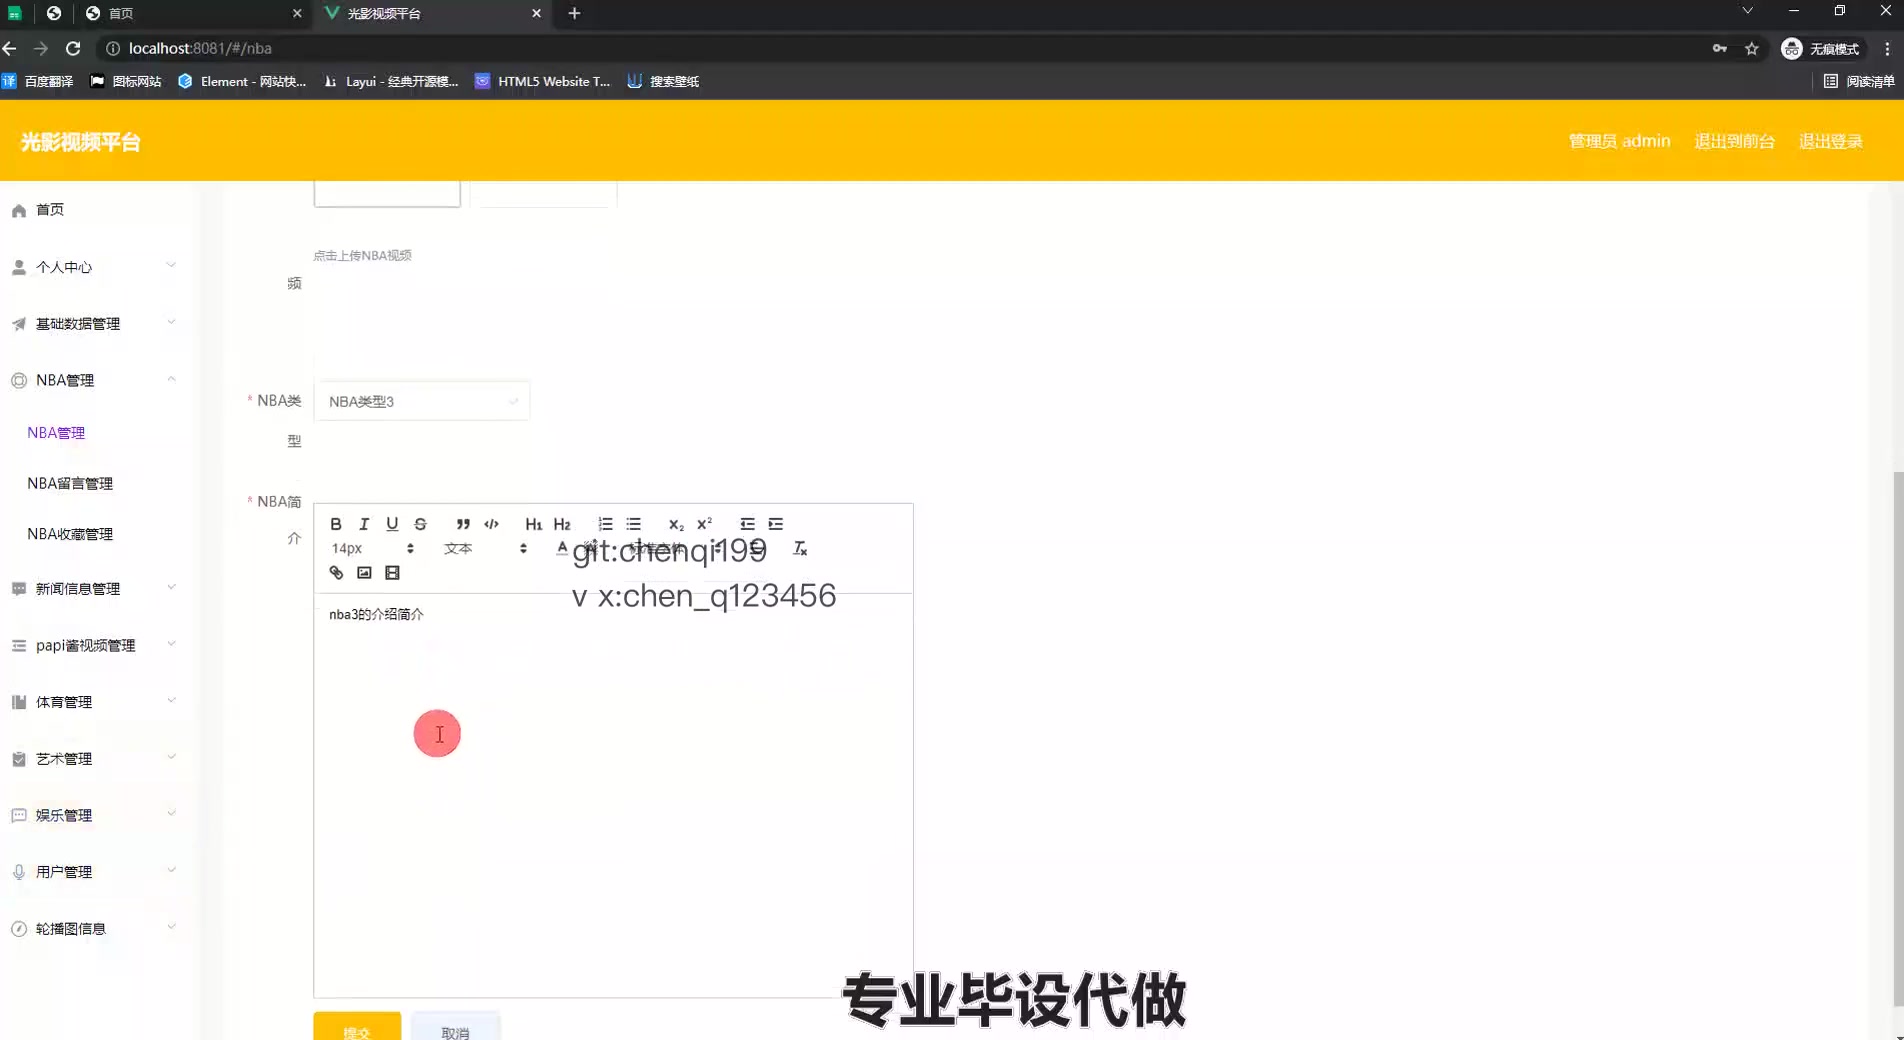 首页
光影视频平台
localhost:8081/#/nba
无痕模式
百度翻译
图标网站
Element - 网站快...
Layui - 经典开源模...
HTML5 Website T...
搜索壁纸
阅读清单
光影视频平台
管理员 admin
退出到前台
退出登录
首页
个人中心
基础数据管理
NBA管理
NBA管理
NBA留言管理
NBA收藏管理
新闻信息管理
papi酱视频管理
体育管理
艺术管理
娱乐管理
用户管理
轮播图信息
点击上传NBA视频
频
* NBA类
型
NBA类型3
* NBA简
介
14px
文本
标准字体
git:chenqi199
v x:chen_q123456
nba3的介绍简介
专业毕设代做
提交
取消